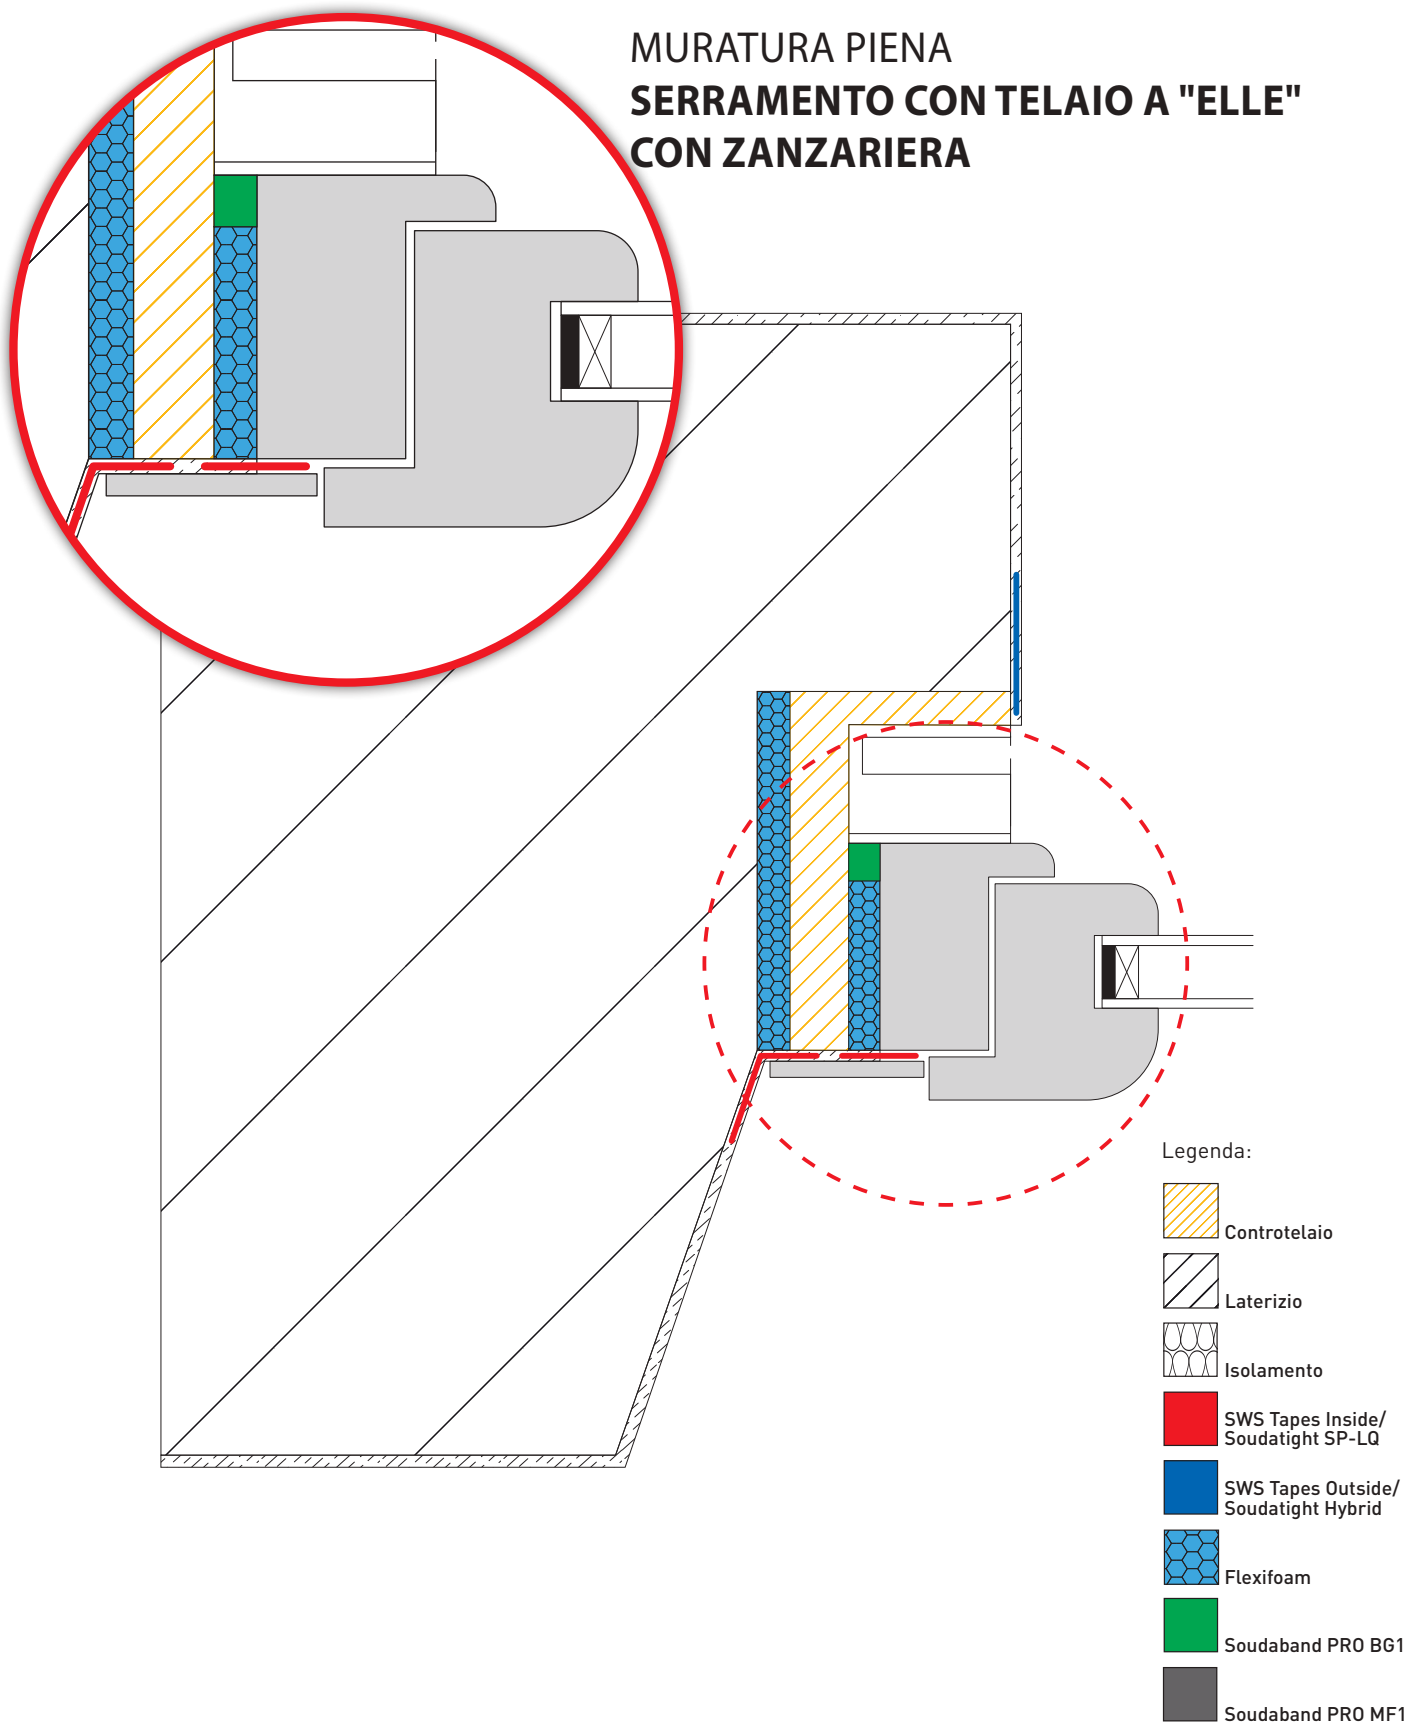 MURATURA PIENA
SERRAMENTO CON TELAIO A "ELLE"
CON ZANZARIERA
Legenda:
Controtelaio
Laterizio
Isolamento
SWS Tapes Inside/
Soudatight SP-LQ
SWS Tapes Outside/
Soudatight Hybrid
Flexifoam
Soudaband PRO BG1
Soudaband PRO MF1